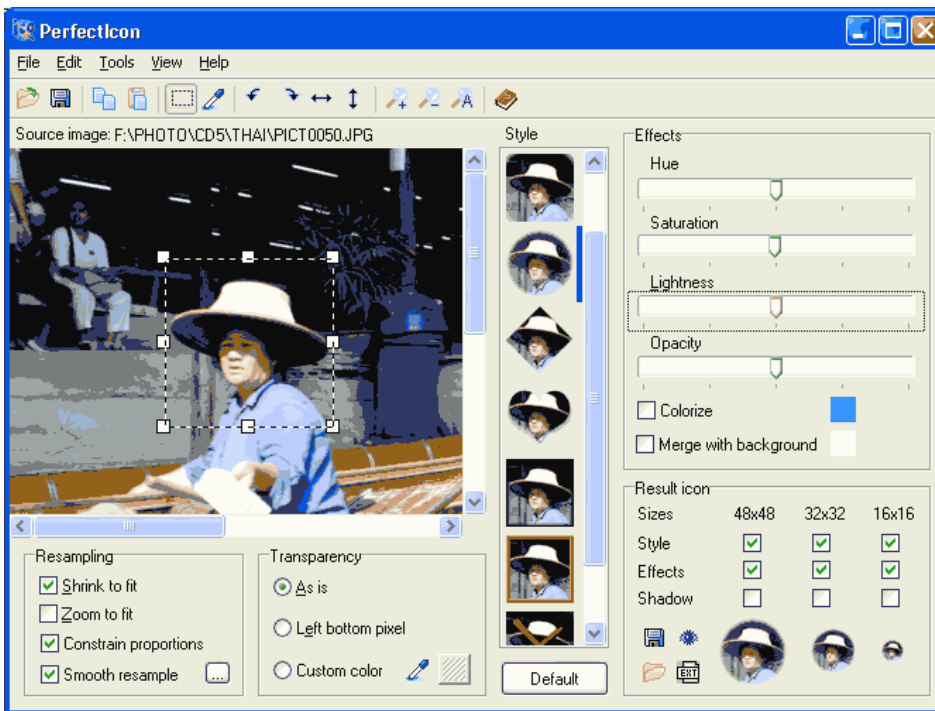 PerfectIcon
File Edit Tools View Help
Source image: F:\PHOTO\CD5\THAI\PICT0050.JPG
Style
Effects
Hue
Saturation
Lightness
Opacity
Colorize
Merge with background
Result icon
Sizes 48x48 32x32 16x16
Style
Effects
Shadow
EXT
Resampling
Shrink to fit
Zoom to fit
Constrain proportions
Smooth resample ...
Transparency
As is
Left bottom pixel
Custom color
Default